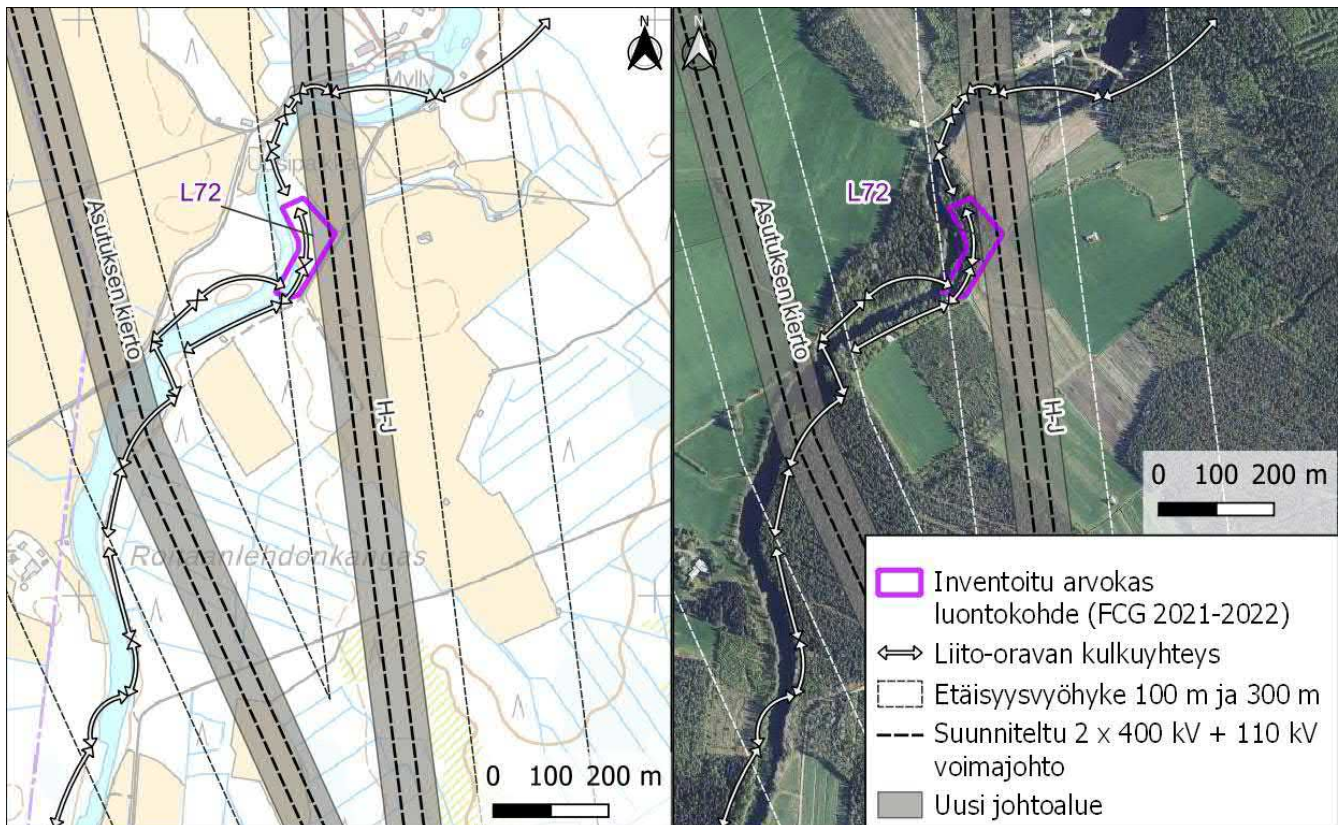 N
Mylly
L72
Asutuksen kierto
H-J
Ronaanlehdonkangas
0 100 200 m
N
L72
Asutuksen kierto
H-J
0 100 200 m
Inventoitu arvokas
luontokohde (FCG 2021-2022)
Liito-oravan kulkuyhteys
Etäisyysvyöhyke 100 m ja 300 m
Suunniteltu 2 x 400 kV + 110 kV
voimajohto
Uusi johtoalue